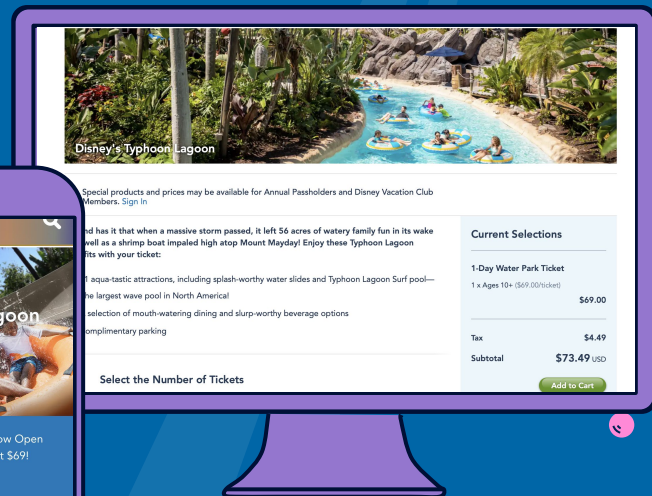 Disney's Typhoon Lagoon
Special products and prices may be available for Annual Passholders and Disney Vacation Club
Members. Sign In
has it that when a massive storm passed, it left 56 acres of watery family fun in its wake
well as a shrimp boat impaled high atop Mount Mayday! Enjoy these Typhoon Lagoon
with your ticket:
aqua-tastic attractions, including splash-worthy water slides and Typhoon Lagoon Surf pool—
largest wave pool in North America!
selection of mouth-watering dining and slurp-worthy beverage options
complimentary parking
Select the Number of Tickets
Current Selections
1-Day Water Park Ticket
1 x Ages 10+ ($69.00/ticket)
$69.00
Tax $4.49
Subtotal $73.49 USD
Add to Cart
goon
ow Open
t $69!